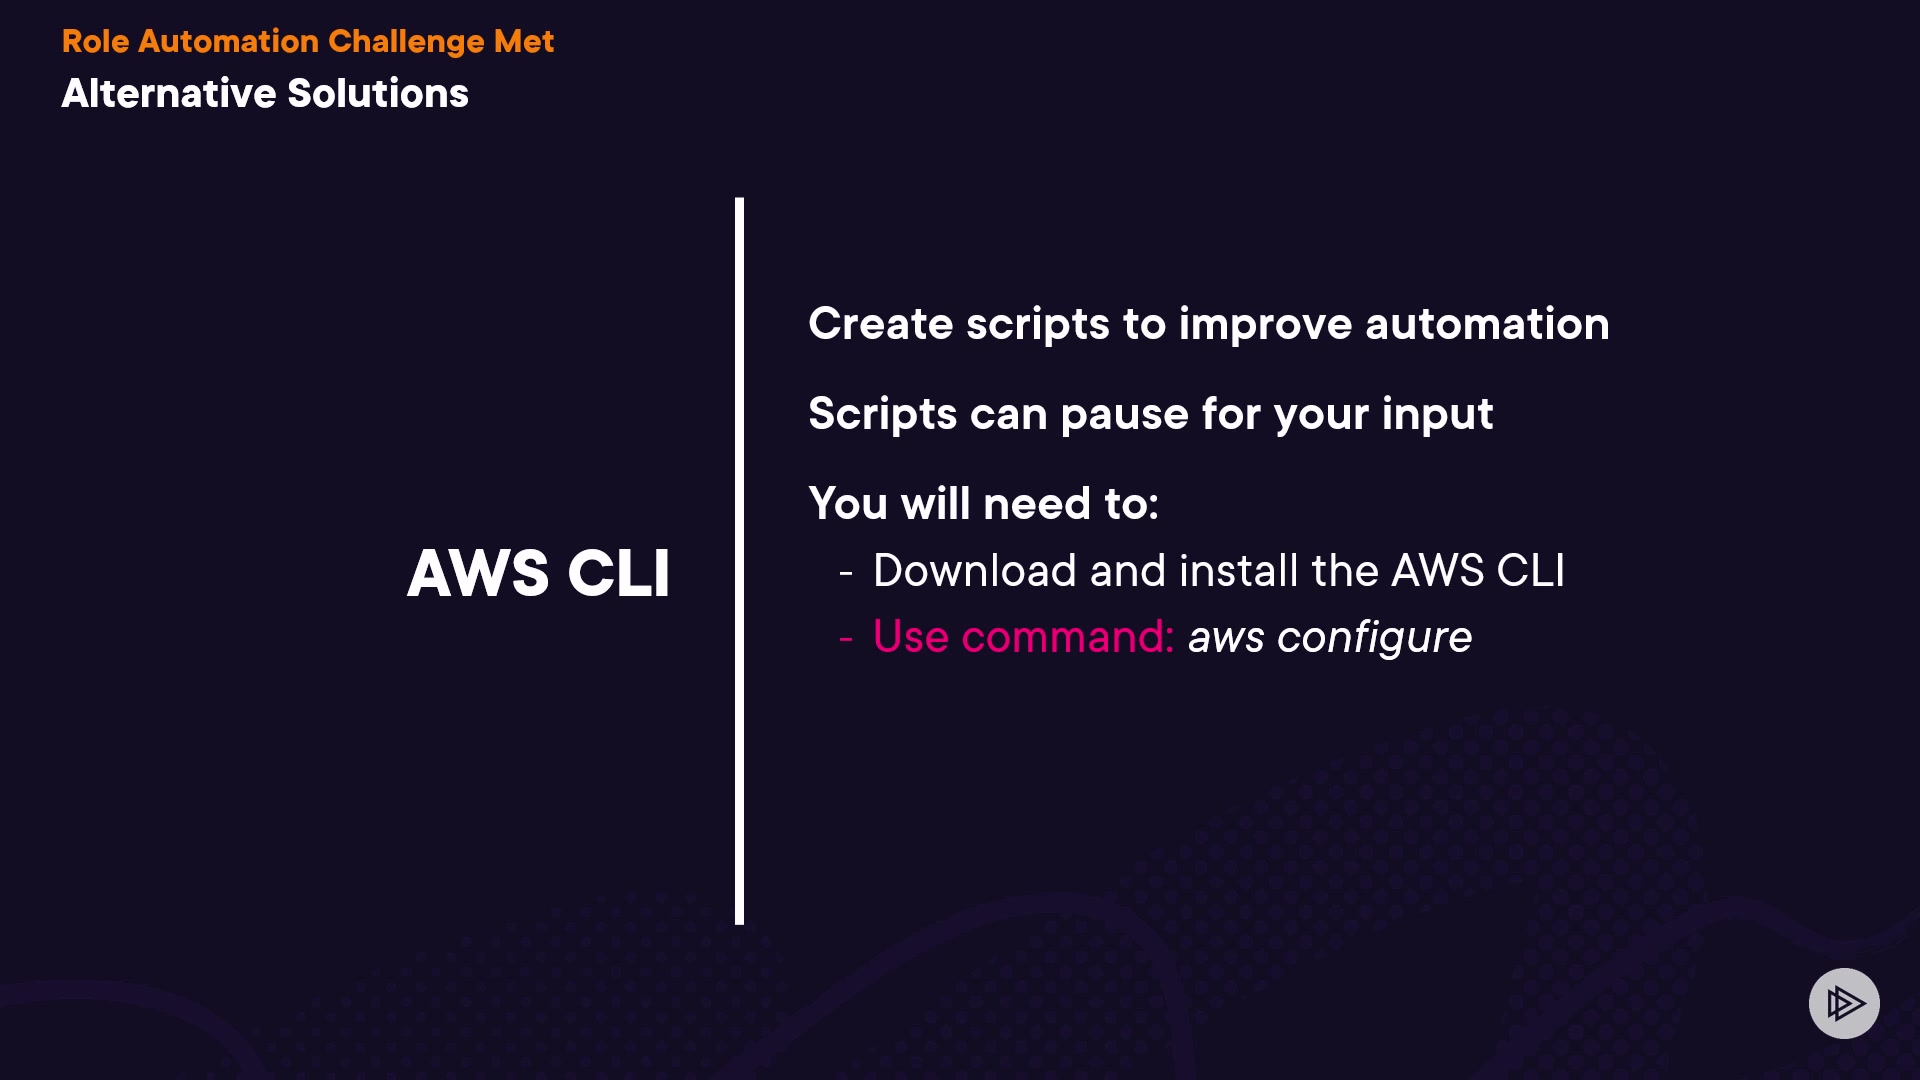 Role Automation Challenge Met
Alternative Solutions
AWS CLI
Create scripts to improve automation
Scripts can pause for your input
You will need to:
- Download and install the AWS CLI
- Use command: aws configure